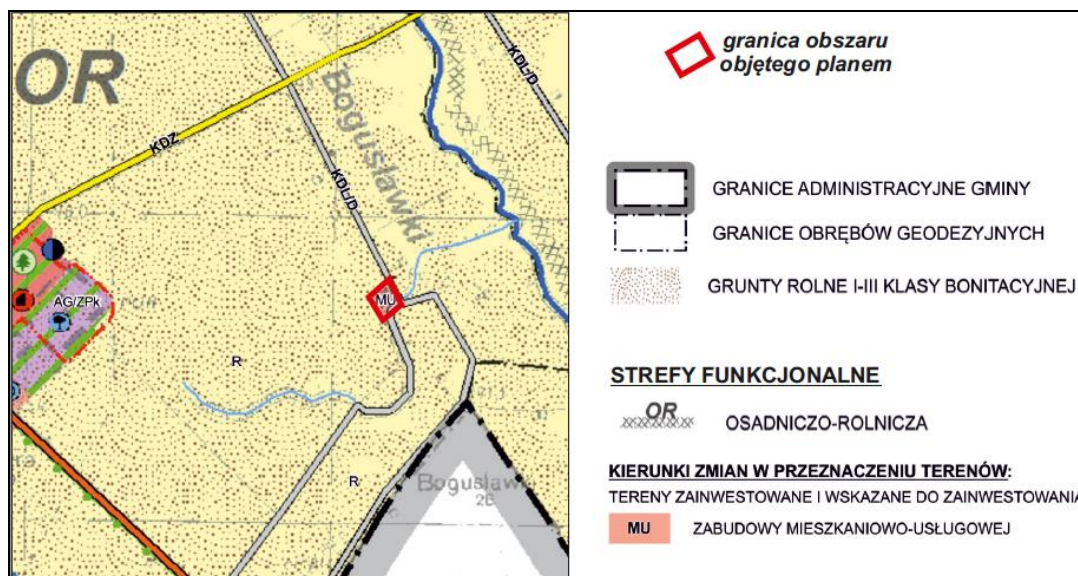 OR
KDZ
KDL/D
KDL/D
Bogusławki
MU
AG/ZPk
R
R
Bogusławki
granica obszaru
objętego planem
GRANICE ADMINISTRACYJNE GMINY
GRANICE OBRĘBÓW GEODEZYJNYCH
GRUNTY ROLNE I-III KLASY BONITACYJNEJ
STREFY FUNKCJONALNE
OR
OSADNICZO-ROLNICZA
KIERUNKI ZMIAN W PRZEZNACZENIU TERENÓW:
TERENY ZAINWESTOWANE I WSKAZANE DO ZAINWESTOWANIA
MU
ZABUDOWY MIESZKANIOWO-USŁUGOWEJ